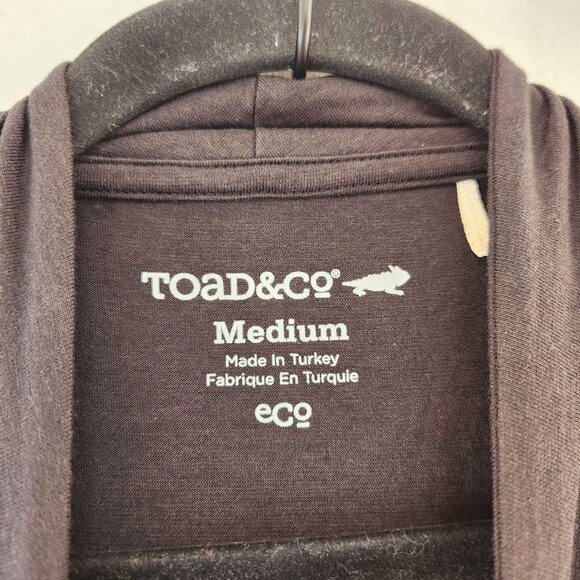 TOAD&CO®
Medium
Made In Turkey
Fabrique En Turquie
eco